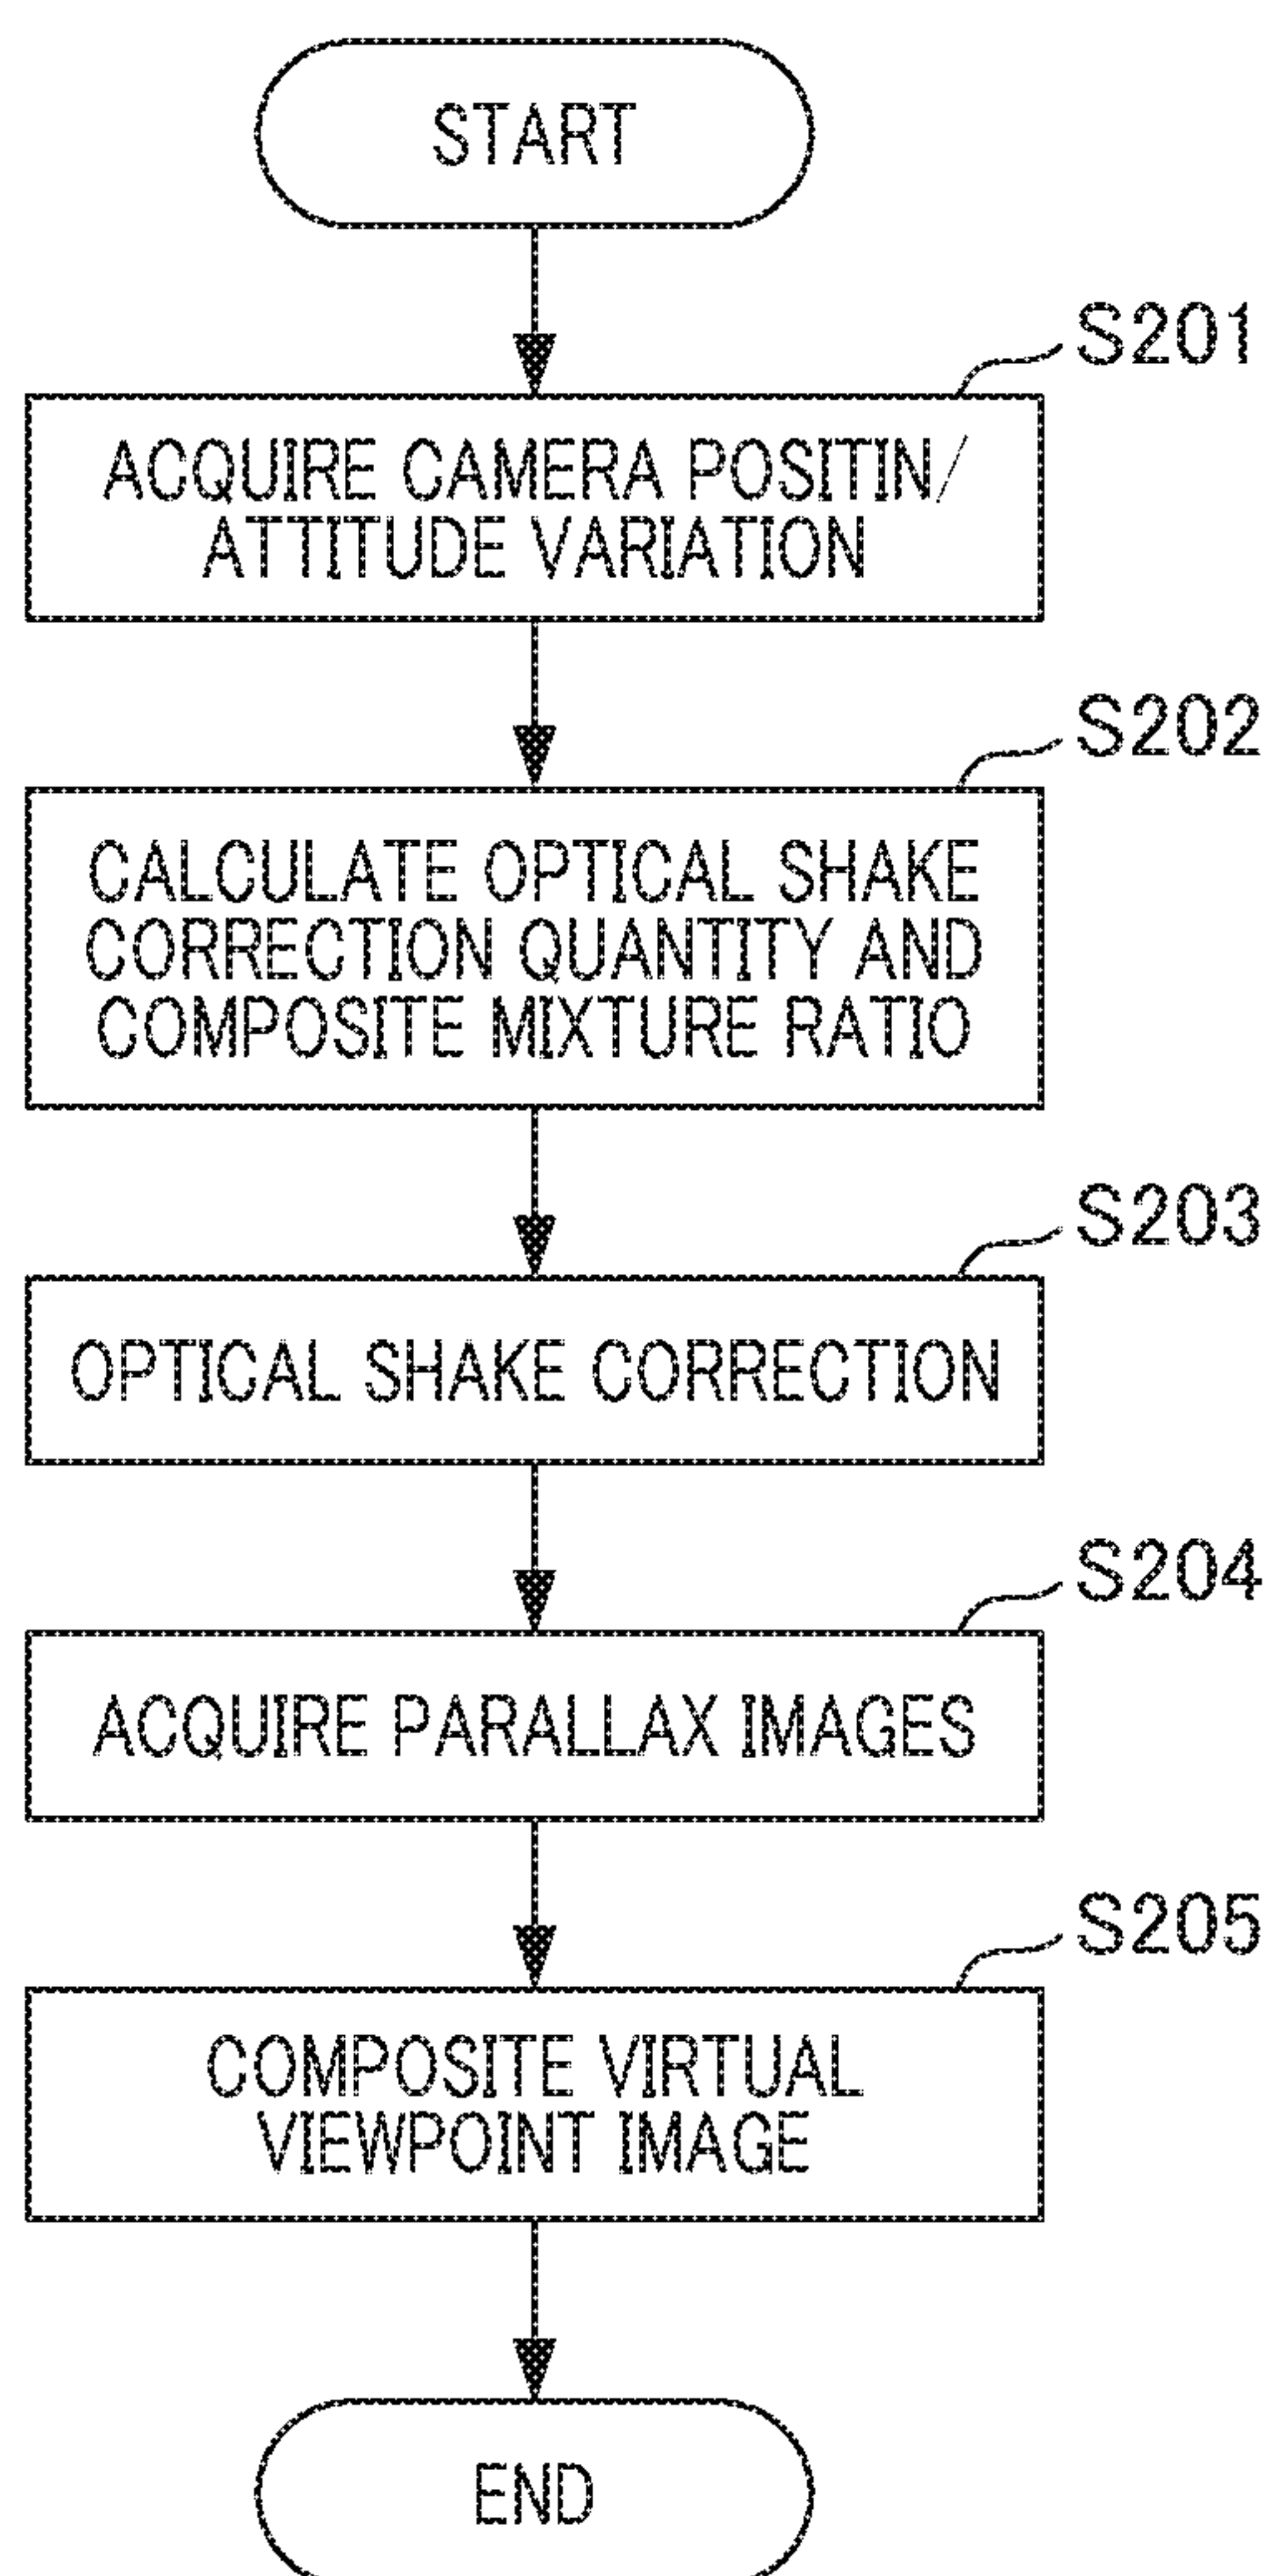 START
S201
ACQUIRE CAMERA POSITIN/
ATTITUDE VARIATION
S202
CALCULATE OPTICAL SHAKE
CORRECTION QUANTITY AND
COMPOSITE MIXTURE RATIO
S203
OPTICAL SHAKE CORRECTION
S204
ACQUIRE PARALLAX IMAGES
S205
COMPOSITE VIRTUAL
VIEWPOINT IMAGE
END